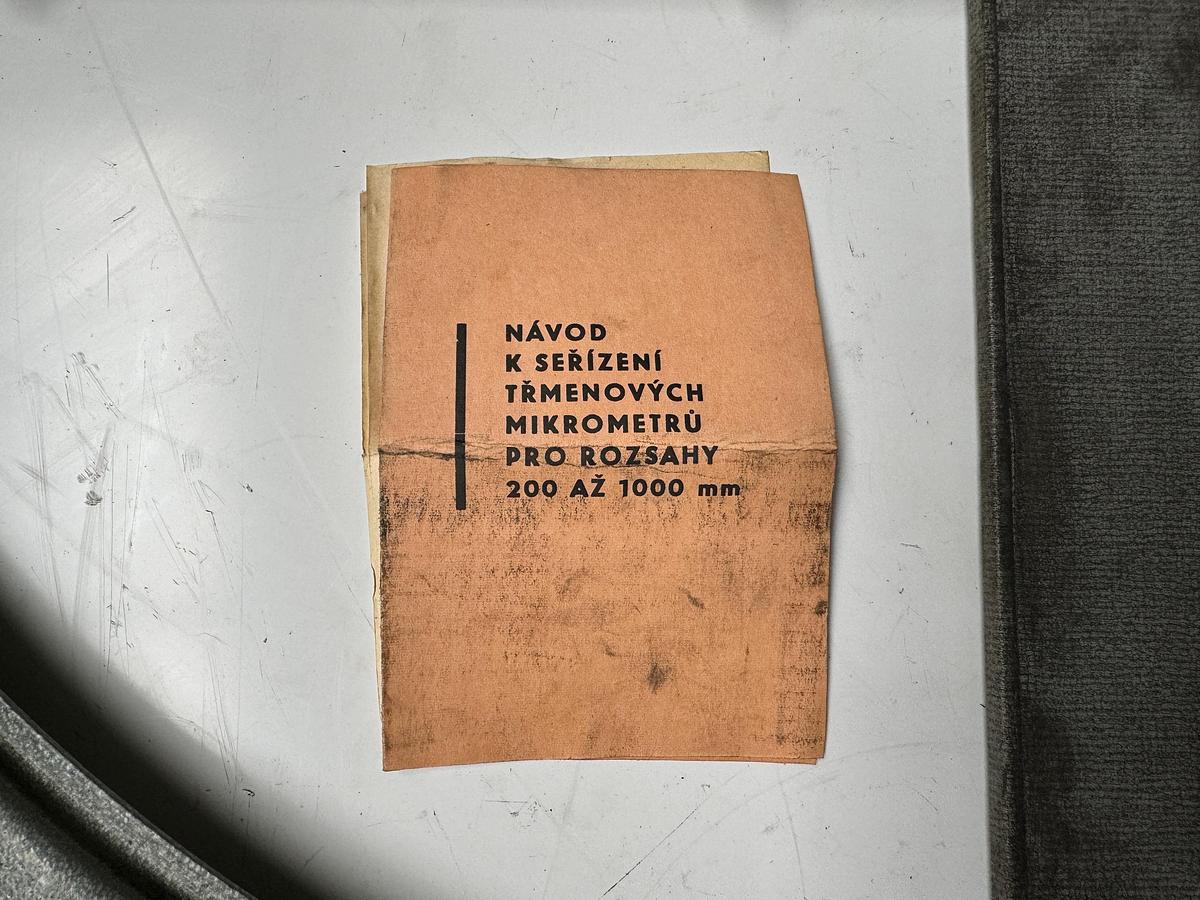 NÁVOD
K SEŘÍZENÍ
TŘMENOVÝCH
MIKROMETRŮ
PRO ROZSAHY
200 AŽ 1000 mm